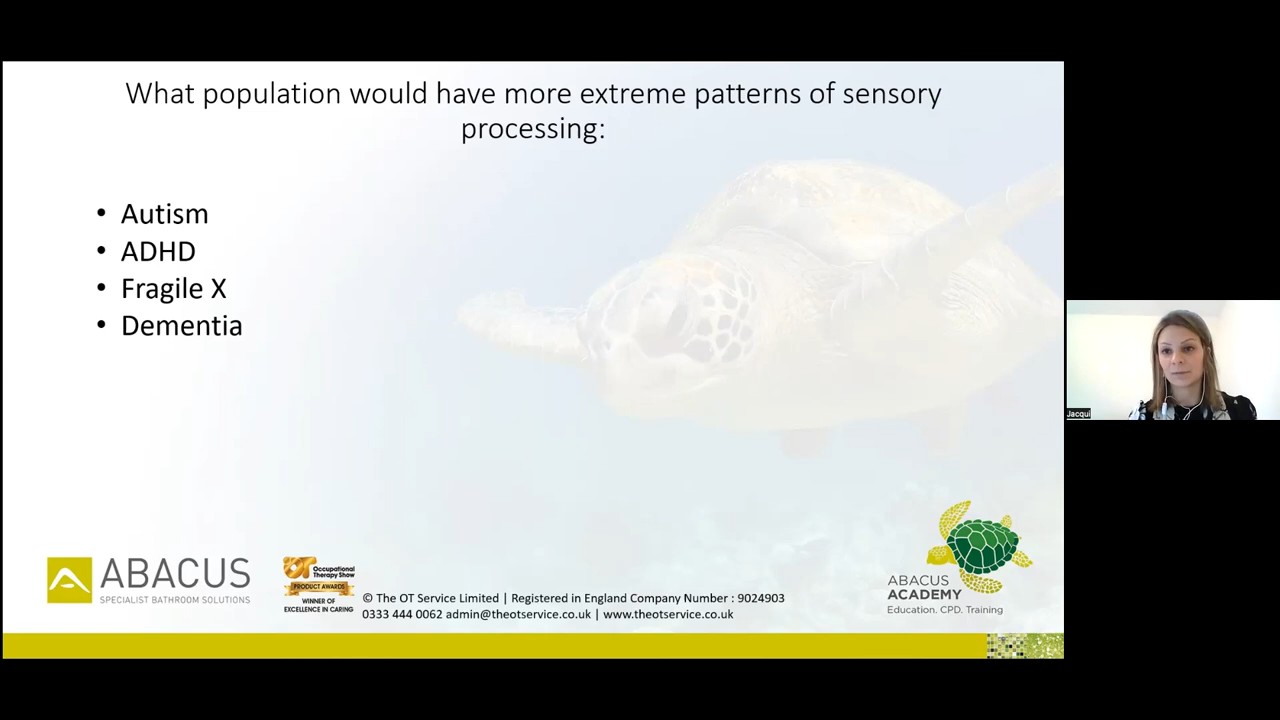 What population would have more extreme patterns of sensory
processing:
• Autism
• ADHD
• Fragile X
• Dementia
Jacqui
ABACUS
SPECIALIST BATHROOM SOLUTIONS
OT Occupational
Therapy Show
PRODUCT AWARDS
WINNER OF
EXCELLENCE IN CARING
© The OT Service Limited | Registered in England Company Number : 9024903
0333 444 0062 admin@theotservice.co.uk | www.theotservice.co.uk
ABACUS
ACADEMY
Education. CPD. Training